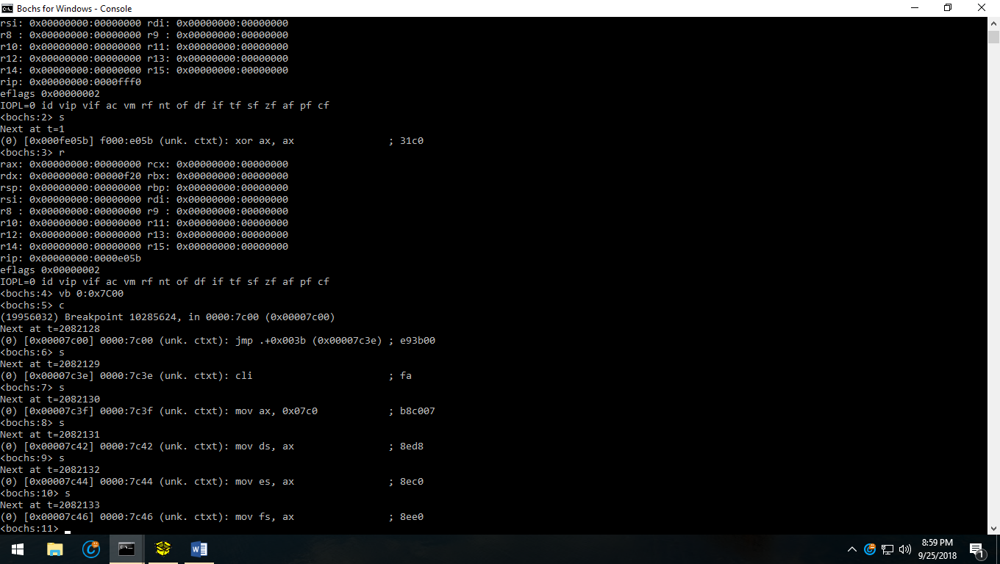 Bochs for Windows - Console
rsi: 0x00000000:00000000 rdi: 0x00000000:00000000
r8 : 0x00000000:00000000 r9 : 0x00000000:00000000
r10: 0x00000000:00000000 r11: 0x00000000:00000000
r12: 0x00000000:00000000 r13: 0x00000000:00000000
r14: 0x00000000:00000000 r15: 0x00000000:00000000
rip: 0x00000000:0000fff0
eflags 0x00000002
IOPL=0 id vip vif ac vm rf nt of df if tf sf zf af pf cf
<bochs:2> s
Next at t=1
(0) [0x000fe05b] f000:e05b (unk. ctxt): xor ax, ax ; 31c0
<bochs:3> r
rax: 0x00000000:00000000 rcx: 0x00000000:00000000
rdx: 0x00000000:00000f20 rbx: 0x00000000:00000000
rsp: 0x00000000:00000000 rbp: 0x00000000:00000000
rsi: 0x00000000:00000000 rdi: 0x00000000:00000000
r8 : 0x00000000:00000000 r9 : 0x00000000:00000000
r10: 0x00000000:00000000 r11: 0x00000000:00000000
r12: 0x00000000:00000000 r13: 0x00000000:00000000
r14: 0x00000000:00000000 r15: 0x00000000:00000000
rip: 0x00000000:0000e05b
eflags 0x00000002
IOPL=0 id vip vif ac vm rf nt of df if tf sf zf af pf cf
<bochs:4> vb 0:0x7C00
<bochs:5> c
(19956032) Breakpoint 10285624, in 0000:7c00 (0x00007c00)
Next at t=2082128
(0) [0x00007c00] 0000:7c00 (unk. ctxt): jmp .+0x003b (0x00007c3e) ; e93b00
<bochs:6> s
Next at t=2082129
(0) [0x00007c3e] 0000:7c3e (unk. ctxt): cli ; fa
<bochs:7> s
Next at t=2082130
(0) [0x00007c3f] 0000:7c3f (unk. ctxt): mov ax, 0x07c0 ; b8c007
<bochs:8> s
Next at t=2082131
(0) [0x00007c42] 0000:7c42 (unk. ctxt): mov ds, ax ; 8ed8
<bochs:9> s
Next at t=2082132
(0) [0x00007c44] 0000:7c44 (unk. ctxt): mov es, ax ; 8ec0
<bochs:10> s
Next at t=2082133
(0) [0x00007c46] 0000:7c46 (unk. ctxt): mov fs, ax ; 8ee0
<bochs:11>
8:59 PM
9/25/2018
1